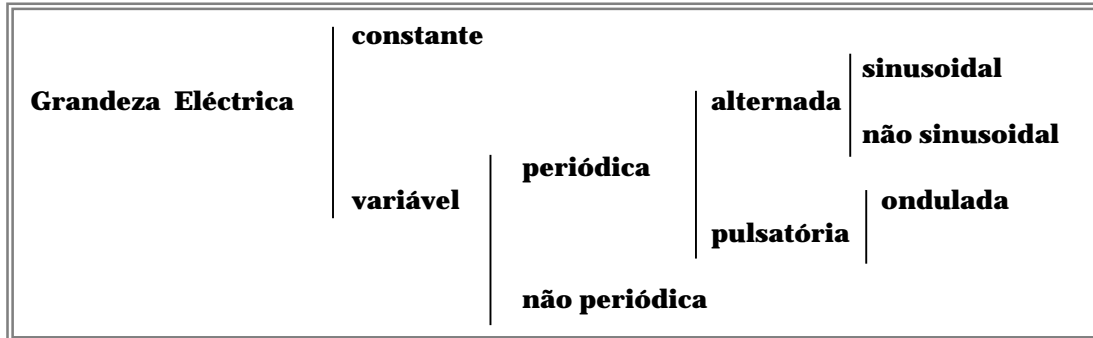 constante
sinusoidal
Grandeza Eléctrica
alternada
não sinusoidal
periódica
variável
ondulada
pulsatória
não periódica